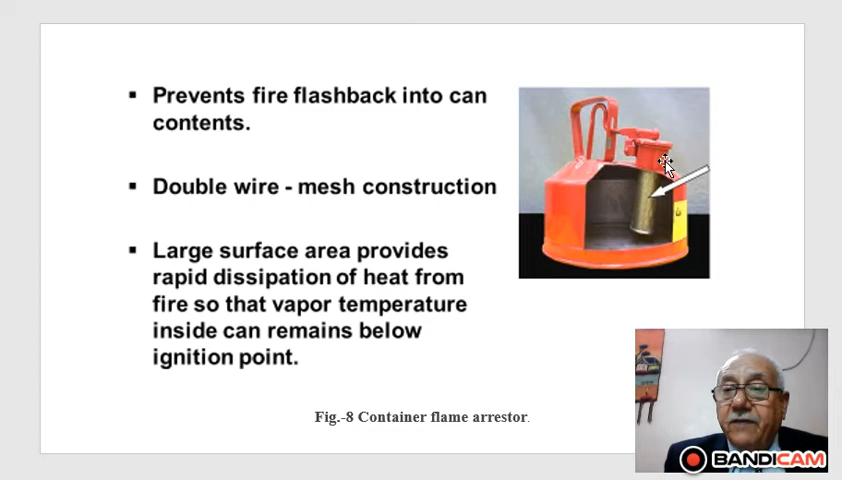 ▪ Prevents fire flashback into can
contents.
▪ Double wire - mesh construction
▪ Large surface area provides
rapid dissipation of heat from
fire so that vapor temperature
inside can remains below
ignition point.
Fig.-8 Container flame arrestor.
BANDICAM